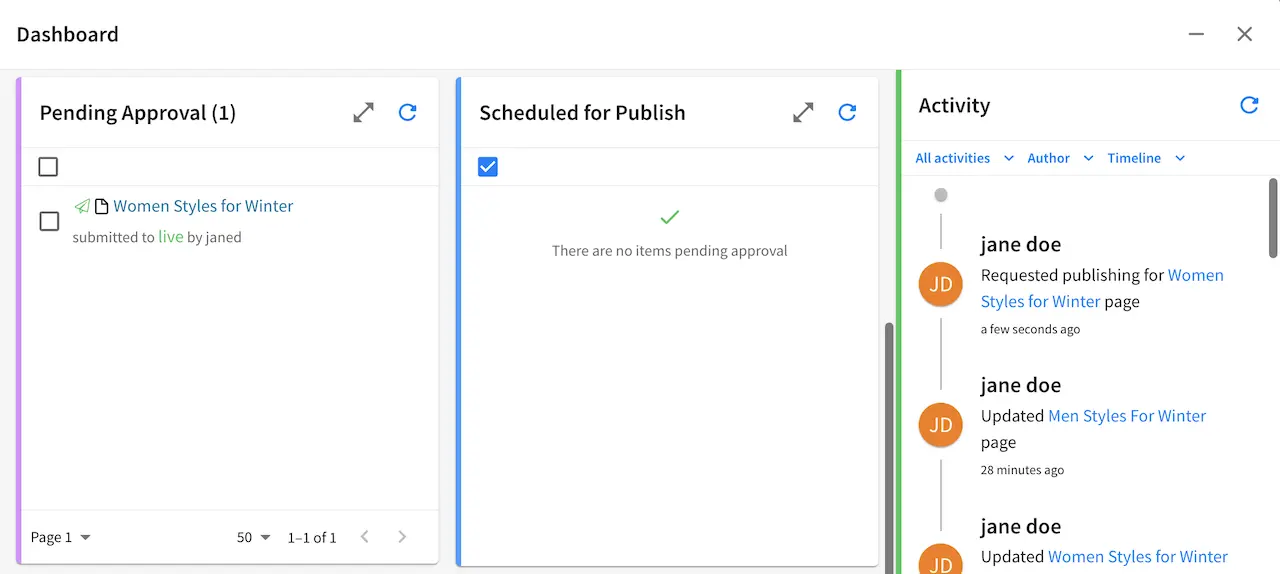 Dashboard
Pending Approval (1)
Women Styles for Winter
submitted to live by janed
Page 1
50
1–1 of 1
Scheduled for Publish
There are no items pending approval
Activity
All activities
Author
Timeline
jane doe
JD
Requested publishing for Women
Styles for Winter page
a few seconds ago
jane doe
JD
Updated Men Styles For Winter
page
28 minutes ago
jane doe
JD
Updated Women Styles for Winter